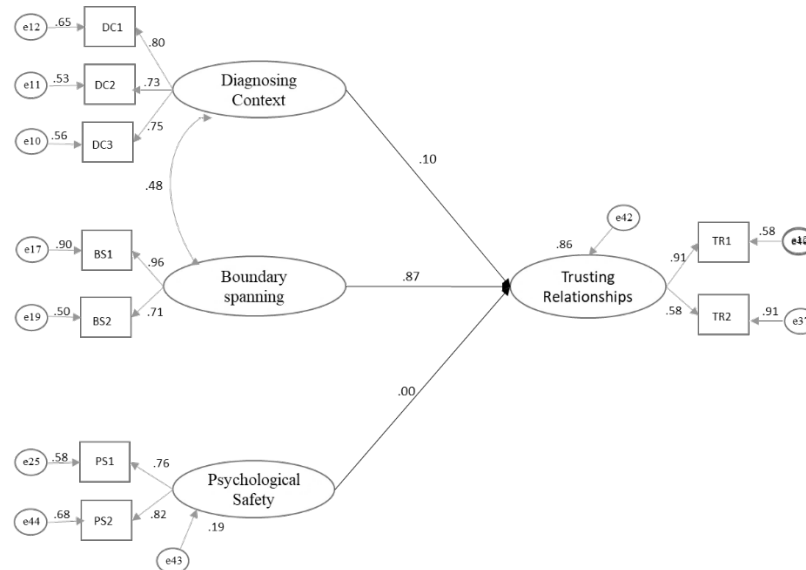 e12
.65
DC1
.80
e11
.53
DC2
.73
e10
.56
DC3
.75
Diagnosing
Context
.10
.48
e17
.90
BS1
.96
e19
.50
BS2
.71
Boundary
spanning
.87
e42
.86
Trusting
Relationships
.91
TR1
.58
.58
TR2
.91
e37
.00
e25
.58
PS1
.76
e44
.68
PS2
.82
Psychological
Safety
.19
e43